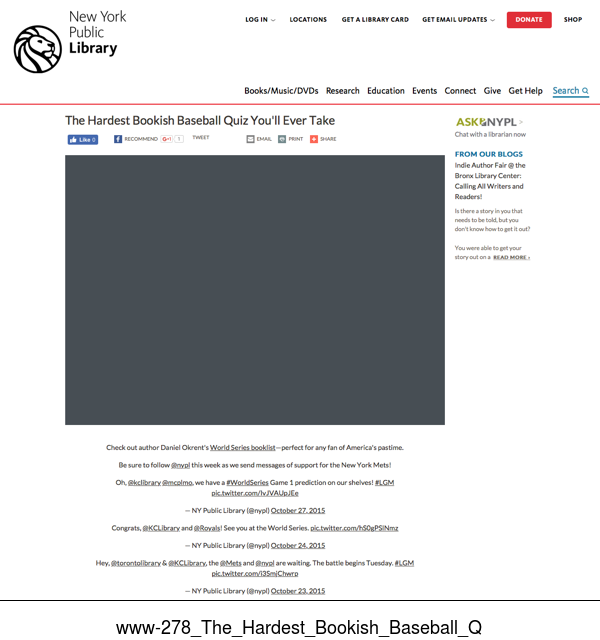 New York
Public
Library
LOG IN
LOCATIONS
GET A LIBRARY CARD
GET EMAIL UPDATES
DONATE
SHOP
Books/Music/DVDs Research Education Events Connect Give Get Help Search
The Hardest Bookish Baseball Quiz You'll Ever Take
Like 0
RECOMMEND
G+1
TWEET
EMAIL
PRINT
SHARE
ASK NYPL >
Chat with a librarian now
FROM OUR BLOGS
Indie Author Fair @ the
Bronx Library Center:
Calling All Writers and
Readers!
Is there a story in you that
needs to be told, but you
don't know how to get it out?
You were able to get your
story out on a READ MORE ›
Check out author Daniel Okrent's World Series booklist—perfect for any fan of America's pastime.
Be sure to follow @nypl this week as we send messages of support for the New York Mets!
Oh, @kclibrary @mcplmo, we have a #WorldSeries Game 1 prediction on our shelves! #LGM
pic.twitter.com/IvJVAUpJEe
— NY Public Library (@nypl) October 27, 2015
Congrats, @KCLibrary and @Royals! See you at the World Series. pic.twitter.com/hS0gPSlNmz
— NY Public Library (@nypl) October 24, 2015
Hey, @torontolibrary & @KCLibrary, the @Mets and @nypl are waiting. The battle begins Tuesday. #LGM
pic.twitter.com/i3SmjChwrp
— NY Public Library (@nypl) October 23, 2015
www-278_The_Hardest_Bookish_Baseball_Q